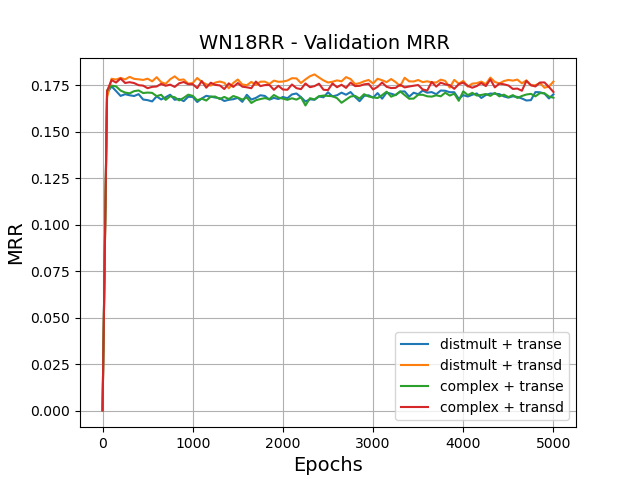 WN18RR - Validation MRR
MRR
0.175
0.150
0.125
0.100
0.075
0.050
0.025
0.000
0 1000 2000 3000 4000 5000
Epochs
distmult + transe
distmult + transd
complex + transe
complex + transd